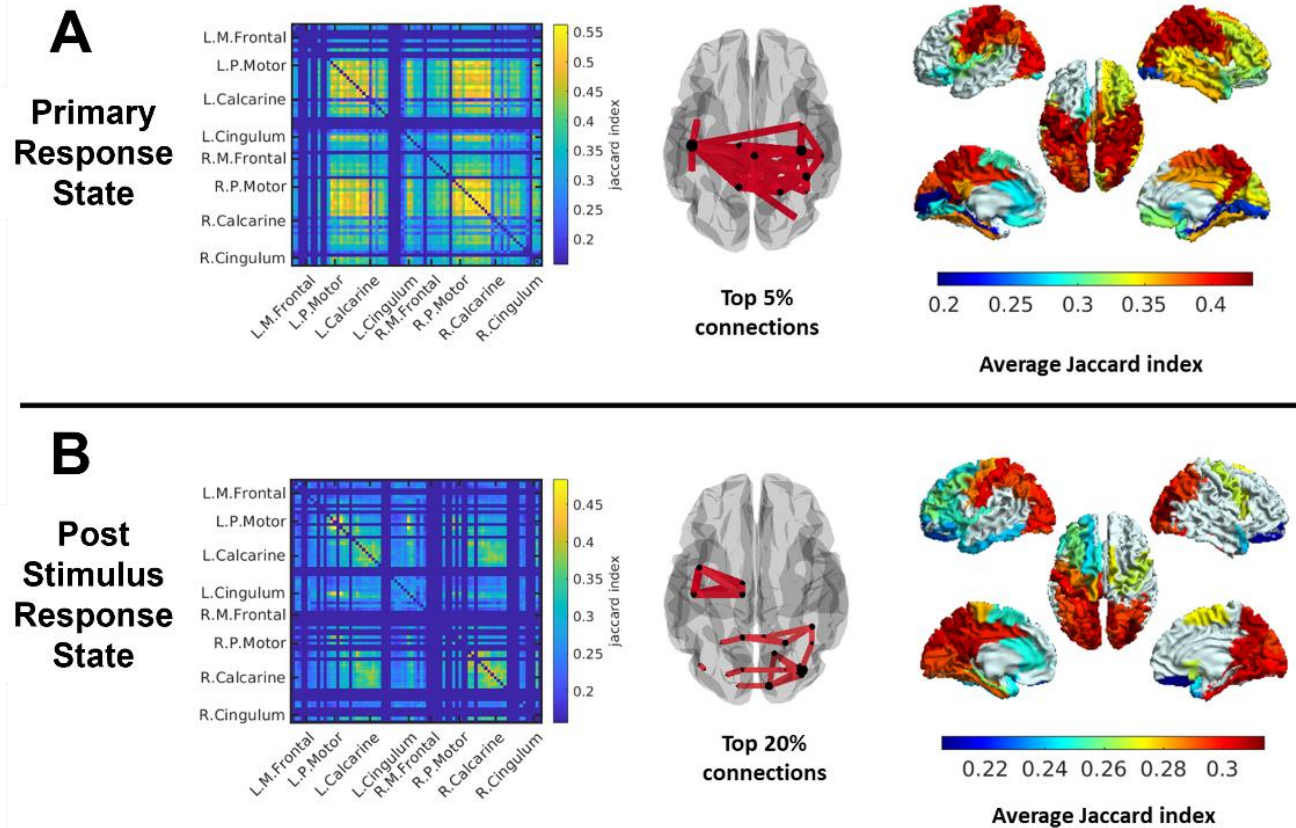 A
Primary
Response
State
L.M.Frontal
L.P.Motor
L.Calcarine
L.Cingulum
R.M.Frontal
R.P.Motor
R.Calcarine
R.Cingulum
L.M.Frontal
L.P.Motor
L.Calcarine
L.Cingulum
R.M.Frontal
R.P.Motor
R.Calcarine
R.Cingulum
0.55
0.5
0.45
0.4
0.35
0.3
0.25
0.2
jaccard index
Top 5%
connections
0.2 0.25 0.3 0.35 0.4
Average Jaccard index
B
Post
Stimulus
Response
State
L.M.Frontal
L.P.Motor
L.Calcarine
L.Cingulum
R.M.Frontal
R.P.Motor
R.Calcarine
R.Cingulum
L.M.Frontal
L.P.Motor
L.Calcarine
L.Cingulum
R.M.Frontal
R.P.Motor
R.Calcarine
R.Cingulum
0.45
0.4
0.35
0.3
0.25
0.2
jaccard index
Top 20%
connections
0.22 0.24 0.26 0.28 0.3
Average Jaccard index